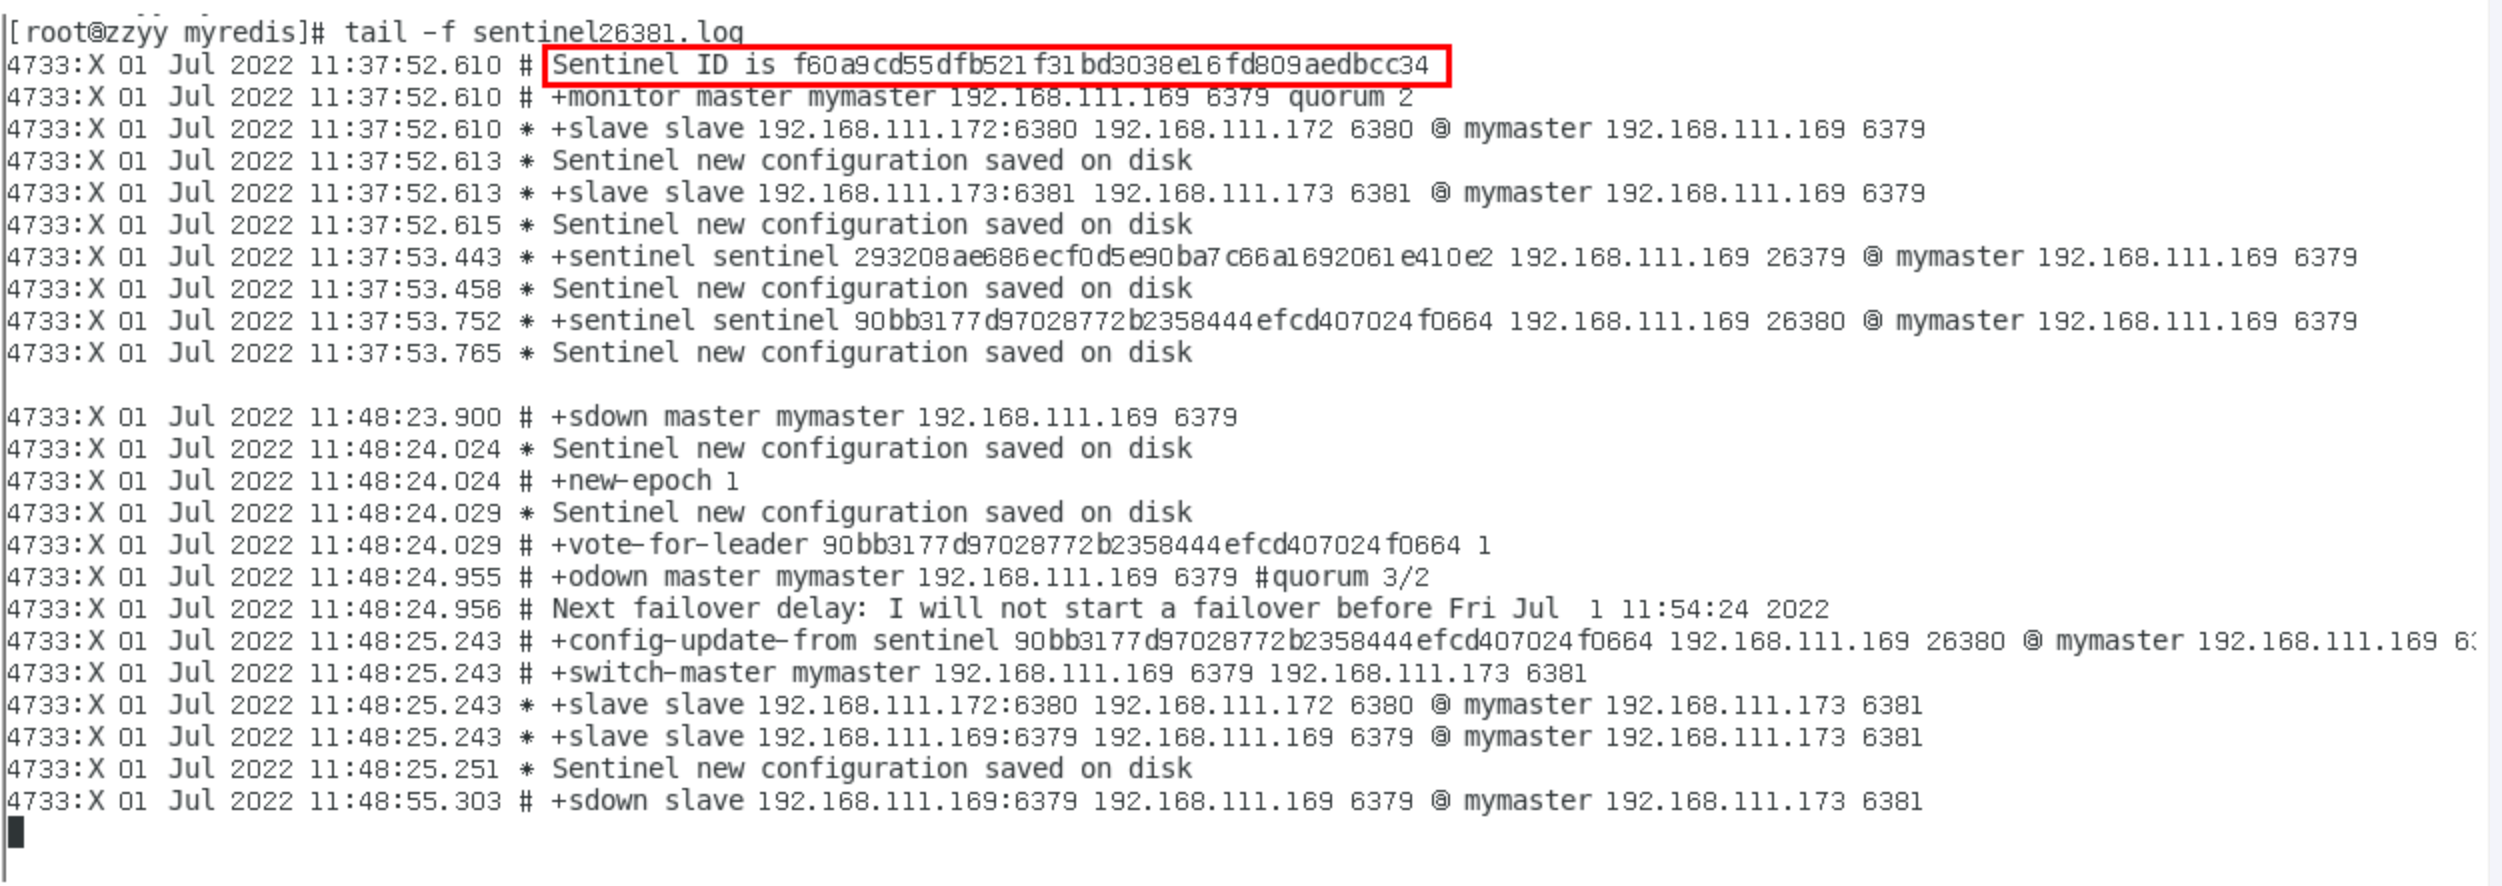 [root@zzyy myredis]# tail -f sentinel26381.log
4733:X 01 Jul 2022 11:37:52.610 # Sentinel ID is f60a9cd55dfb521f31bd3038e16fd809aedbcc34
4733:X 01 Jul 2022 11:37:52.610 # +monitor master mymaster 192.168.111.169 6379 quorum 2
4733:X 01 Jul 2022 11:37:52.610 * +slave slave 192.168.111.172:6380 192.168.111.172 6380 @ mymaster 192.168.111.169 6379
4733:X 01 Jul 2022 11:37:52.613 * Sentinel new configuration saved on disk
4733:X 01 Jul 2022 11:37:52.613 * +slave slave 192.168.111.173:6381 192.168.111.173 6381 @ mymaster 192.168.111.169 6379
4733:X 01 Jul 2022 11:37:52.615 * Sentinel new configuration saved on disk
4733:X 01 Jul 2022 11:37:53.443 * +sentinel sentinel 293208ae686ecf0d5e90ba7c66a1692061e410e2 192.168.111.169 26379 @ mymaster 192.168.111.169 6379
4733:X 01 Jul 2022 11:37:53.458 * Sentinel new configuration saved on disk
4733:X 01 Jul 2022 11:37:53.752 * +sentinel sentinel 90bb3177d97028772b2358444efcd407024f0664 192.168.111.169 26380 @ mymaster 192.168.111.169 6379
4733:X 01 Jul 2022 11:37:53.765 * Sentinel new configuration saved on disk
4733:X 01 Jul 2022 11:48:23.900 # +sdown master mymaster 192.168.111.169 6379
4733:X 01 Jul 2022 11:48:24.024 * Sentinel new configuration saved on disk
4733:X 01 Jul 2022 11:48:24.024 # +new-epoch 1
4733:X 01 Jul 2022 11:48:24.029 * Sentinel new configuration saved on disk
4733:X 01 Jul 2022 11:48:24.029 # +vote-for-leader 90bb3177d97028772b2358444efcd407024f0664 1
4733:X 01 Jul 2022 11:48:24.955 # +odown master mymaster 192.168.111.169 6379 #quorum 3/2
4733:X 01 Jul 2022 11:48:24.956 # Next failover delay: I will not start a failover before Fri Jul  1 11:54:24 2022
4733:X 01 Jul 2022 11:48:25.243 # +config-update-from sentinel 90bb3177d97028772b2358444efcd407024f0664 192.168.111.169 26380 @ mymaster 192.168.111.169
4733:X 01 Jul 2022 11:48:25.243 # +switch-master mymaster 192.168.111.169 6379 192.168.111.173 6381
4733:X 01 Jul 2022 11:48:25.243 * +slave slave 192.168.111.172:6380 192.168.111.172 6380 @ mymaster 192.168.111.173 6381
4733:X 01 Jul 2022 11:48:25.243 * +slave slave 192.168.111.169:6379 192.168.111.169 6379 @ mymaster 192.168.111.173 6381
4733:X 01 Jul 2022 11:48:25.251 * Sentinel new configuration saved on disk
4733:X 01 Jul 2022 11:48:55.303 # +sdown slave 192.168.111.169:6379 192.168.111.169 6379 @ mymaster 192.168.111.173 6381